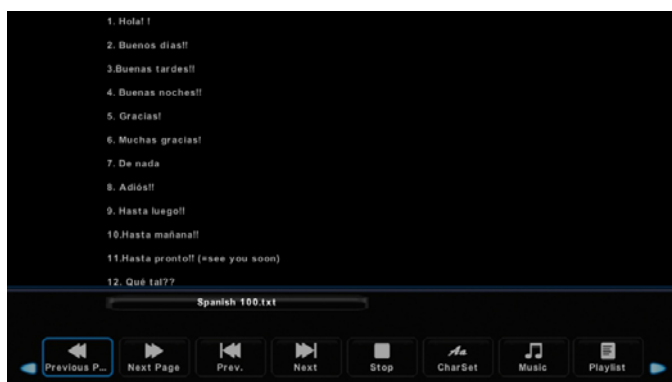 1. Hola! !
2. Buenos dias!!
3.Buenas tardes!!
4. Buenas noches!!
5. Gracias!
6. Muchas gracias!
7. De nada
8. Adiós!!
9. Hasta luego!!
10.Hasta mañana!!
11.Hasta pronto!! (=see you soon)
12. Qué tal??
Spanish 100.txt
Previous P... Next Page Prev. Next Stop CharSet Music Playlist